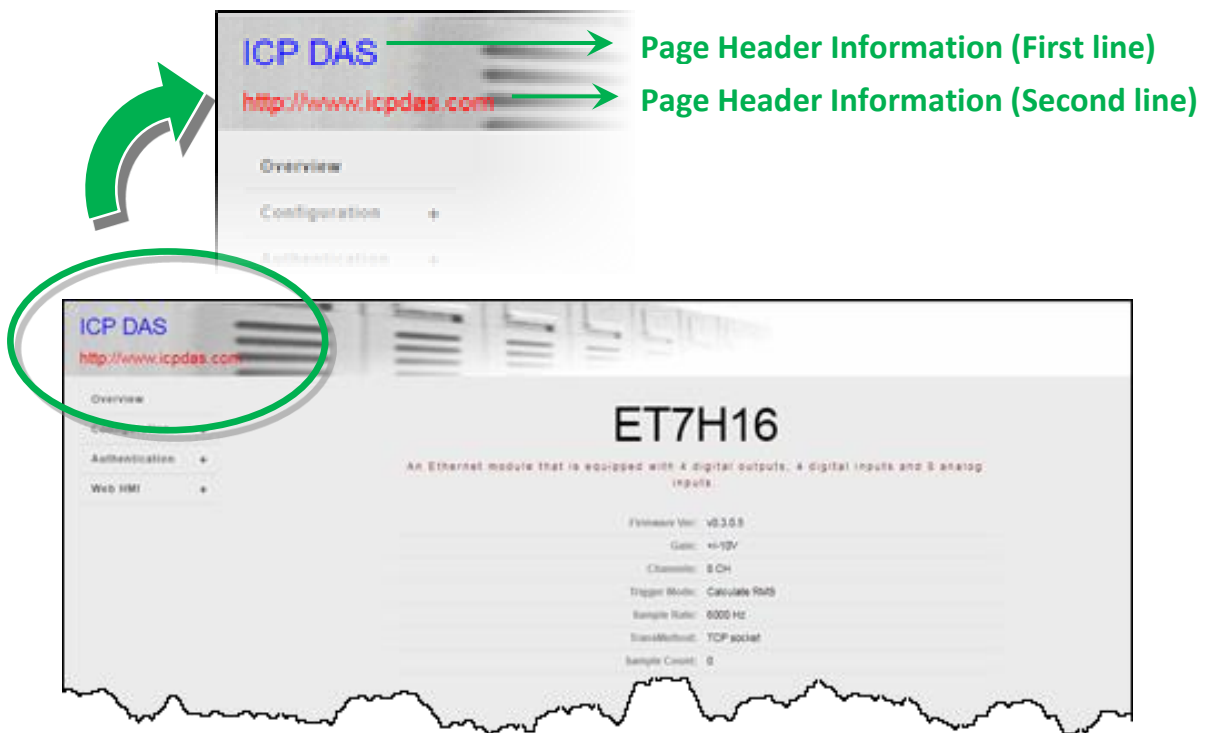 ICP DAS
Page Header Information (First line)
http://www.icpdas.com
Page Header Information (Second line)
Overview
Configuration +
Authentication +
ICP DAS
http://www.icpdas.com
Overview
Configuration +
Authentication +
Web HMI +
ET7H16
An Ethernet module that is equipped with 4 digital outputs, 4 digital inputs and 8 analog
inputs.
Firmware Ver: v0.3.0.5
Gain: +/-10V
Channels: 8 CH
Trigger Mode: Calculate RMS
Sample Rate: 6000 Hz
TransMethod: TCP socket
Sample Count: 0